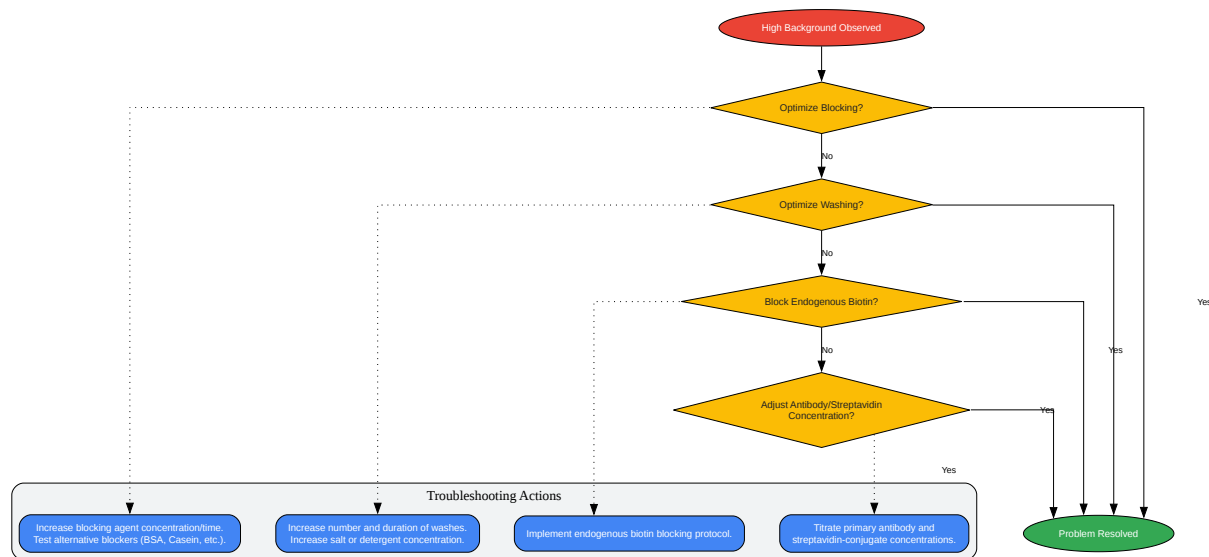 High Background Observed
Optimize Blocking?
No
Optimize Washing?
No
Block Endogenous Biotin?
Yes
No
Yes
Adjust Antibody/Streptavidin
Concentration?
Yes
Yes
Troubleshooting Actions
Increase blocking agent concentration/time.
Test alternative blockers (BSA, Casein, etc.).
Increase number and duration of washes.
Increase salt or detergent concentration.
Implement endogenous biotin blocking protocol.
Titrate primary antibody and
streptavidin-conjugate concentrations.
Problem Resolved